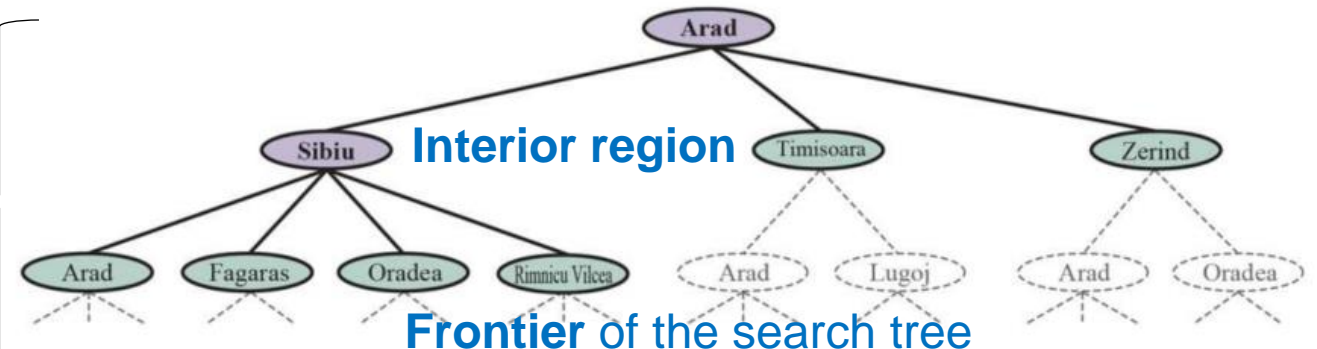 Arad
Sibiu Interior region Timisoara Zerind
Arad Fagaras Oradea Rimnicu Vilcea Arad Lugoj Arad Oradea
Frontier of the search tree